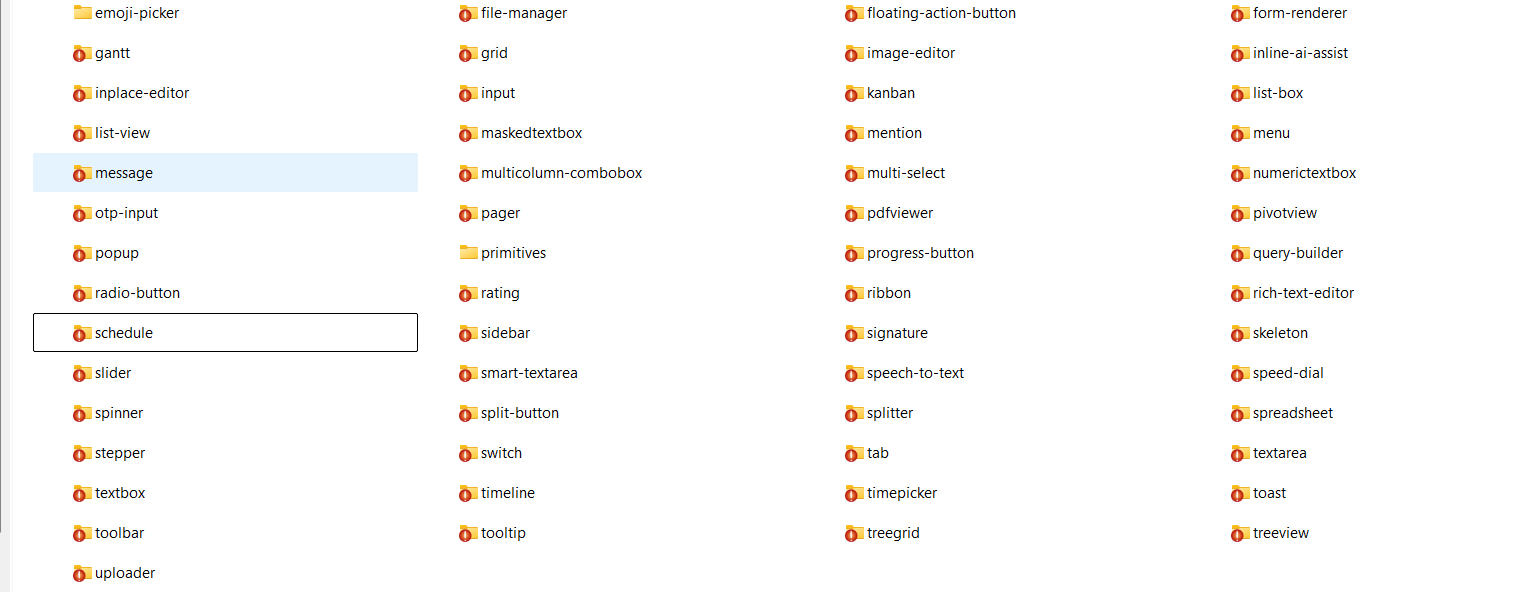 emoji-picker file-manager floating-action-button form-renderer
gantt grid image-editor inline-ai-assist
inplace-editor input kanban list-box
list-view maskedtextbox mention menu
message multicolumn-combobox multi-select numerictextbox
otp-input pager pdfviewer pivotview
popup primitives progress-button query-builder
radio-button rating ribbon rich-text-editor
schedule sidebar signature skeleton
slider smart-textarea speech-to-text speed-dial
spinner split-button splitter spreadsheet
stepper switch tab textarea
textbox timeline timepicker toast
toolbar tooltip treegrid treeview
uploader